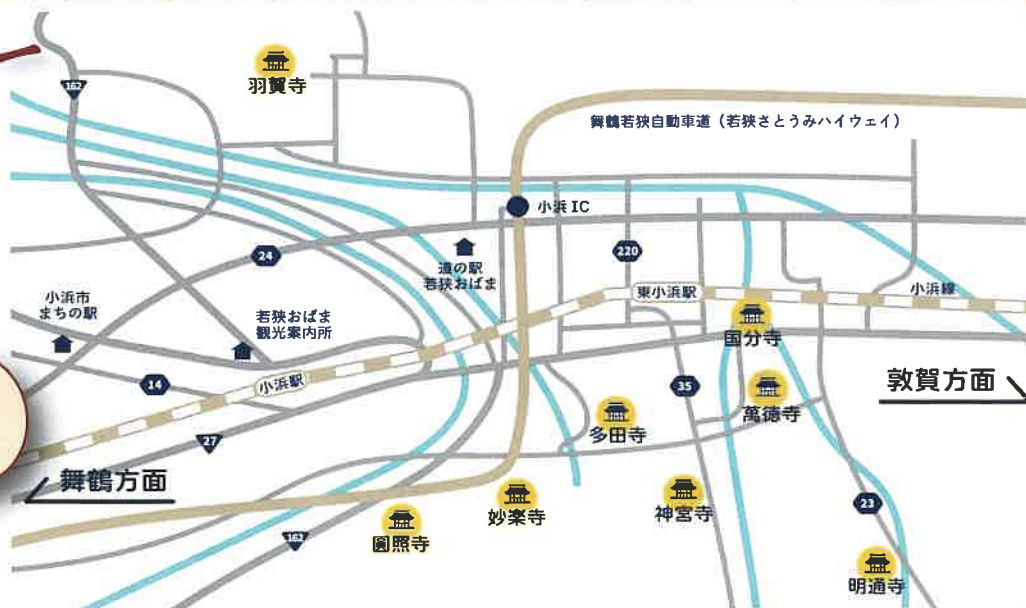 162
羽賀寺
舞鶴若狭自動車道（若狭さとうみハイウェイ）
小浜 IC
24
220
道の駅
若狭おばま
東小浜駅
小浜線
小浜市
まちの駅
若狭おばま
観光案内所
国分寺
14
小浜駅
35
萬徳寺
敦賀方面
多田寺
27
舞鶴方面
妙楽寺
神宮寺
23
圓照寺
162
明通寺